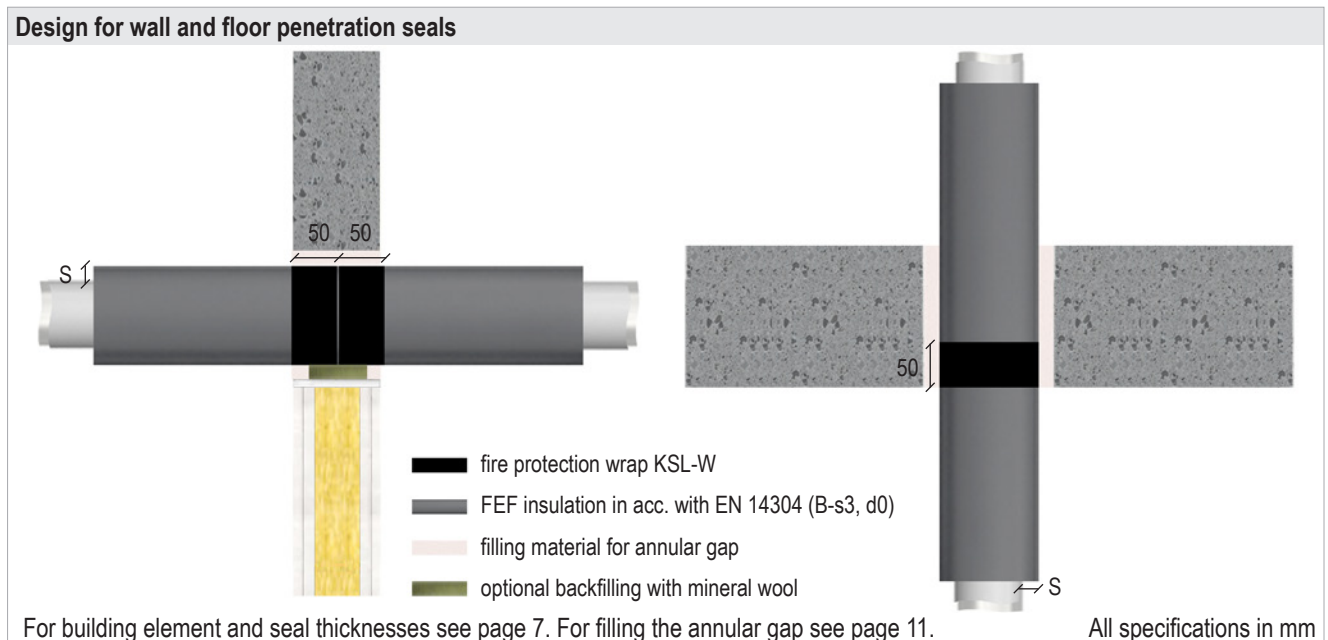 Design for wall and floor penetration seals
50 50
S
50
fire protection wrap KSL-W
FEF insulation in acc. with EN 14304 (B-s3, d0)
filling material for annular gap
optional backfilling with mineral wool
S
For building element and seal thicknesses see page 7. For filling the annular gap see page 11. All specifications in mm